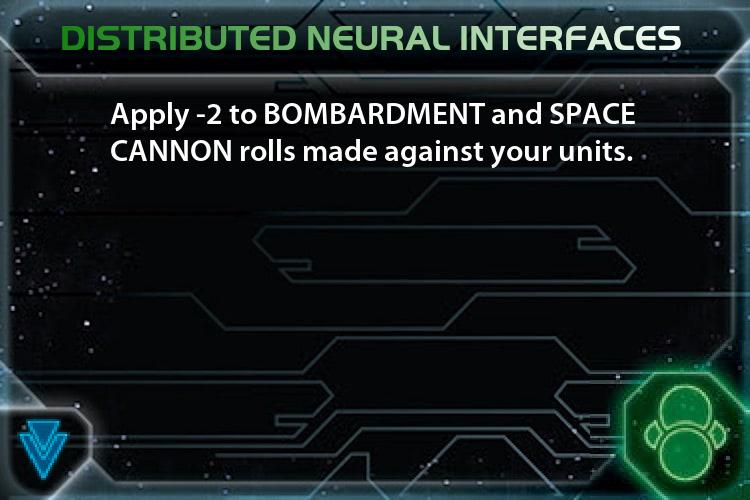 DISTRIBUTED NEURAL INTERFACES
Apply -2 to BOMBARDMENT and SPACE
CANNON rolls made against your units.